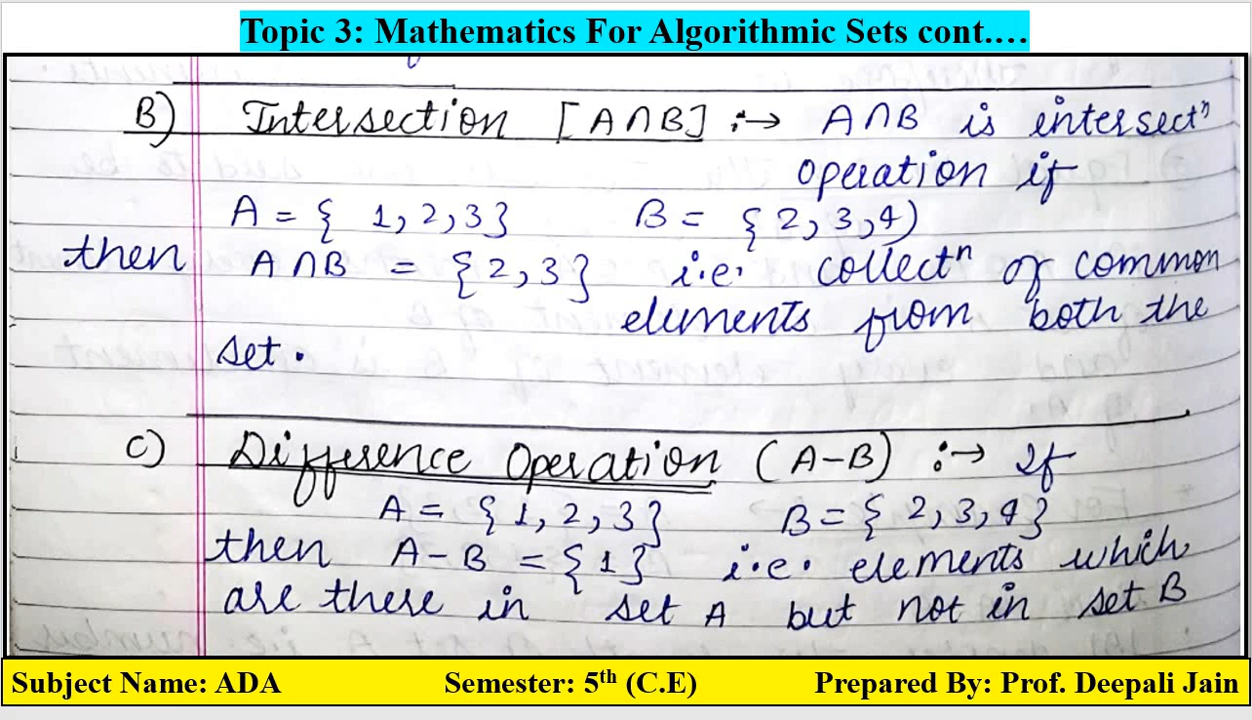 Topic 3: Mathematics For Algorithmic Sets cont.…
B) Intersection [A∩B] :→ A∩B is intersectⁿ
operation if
A = { 1, 2, 3} B = { 2, 3, 4)
then A∩B = {2, 3} i.e. collectⁿ of common
elements from both the
set.
C) Difference Operation (A-B) :→ If
A = { 1, 2, 3} B = { 2, 3, 4}
then A-B = {1} i.e. elements which
are there in set A but not in set B
Subject Name: ADA Semester: 5th (C.E) Prepared By: Prof. Deepali Jain